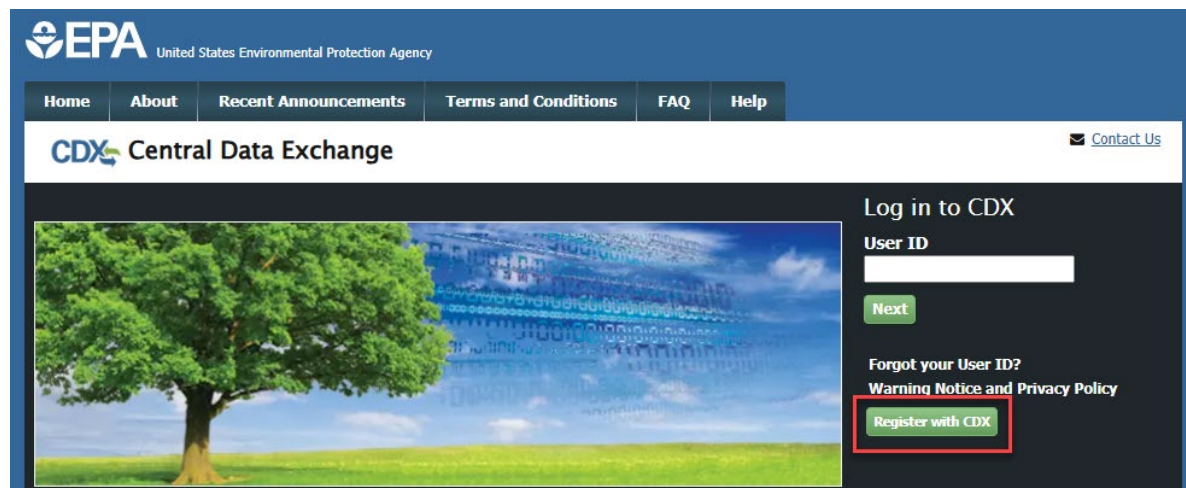 EPA United States Environmental Protection Agency
Home About Recent Announcements Terms and Conditions FAQ Help
CDX Central Data Exchange
Contact Us
Log in to CDX
User ID
Next
Forgot your User ID?
Warning Notice and Privacy Policy
Register with CDX